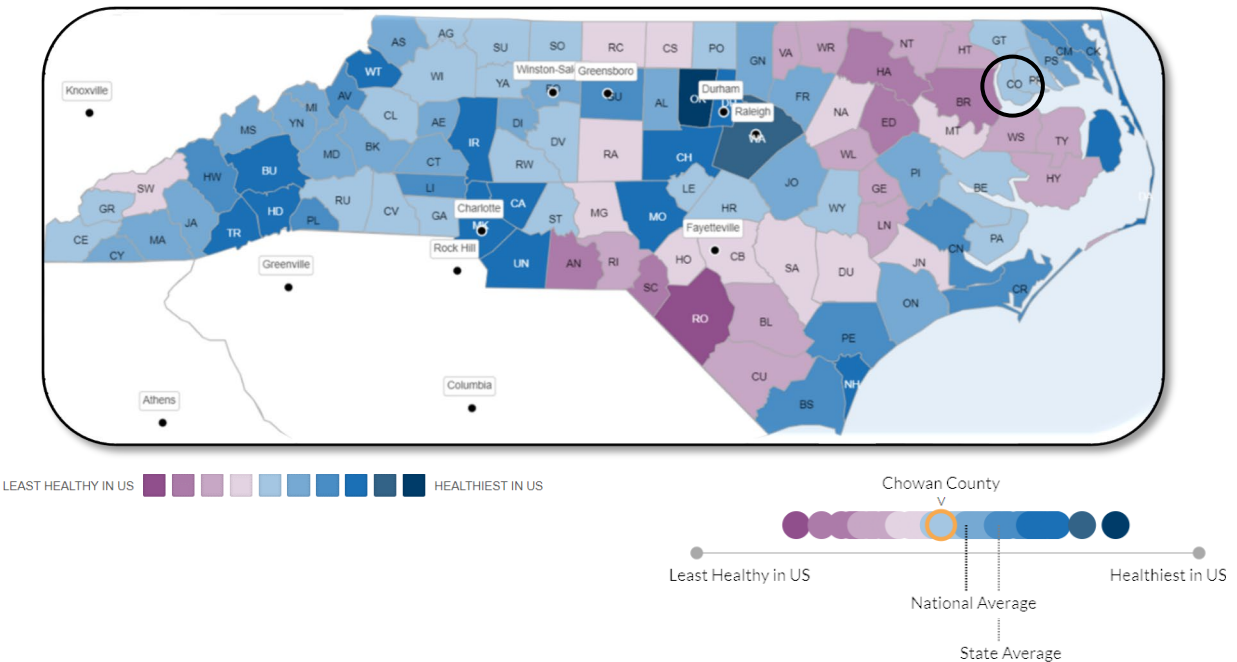 AS
AG
SU
SO
RC
CS
PO
GN
VA
WR
NT
HT
GT
CM
CK
PS
WT
WI
YA
Winston-Sal
Greensboro
GU
AL
OR
Durham
Raleigh
WA
FR
HA
BR
CO
Knoxville
MI
AV
YN
MS
CL
AE
IR
DI
DV
RA
CH
NA
ED
MT
WS
TY
MD
BK
CT
RW
WL
HY
SW
HW
BU
LI
LE
JO
PI
GE
BE
GR
JA
HD
PL
RU
CV
GA
Charlotte
CA
ST
MG
MO
HR
WY
LN
PA
CE
CY
MA
TR
MK
Rock Hill
UN
AN
RI
Fayetteville
HO
CB
SA
DU
JN
CN
Greenville
SC
CR
RO
BL
ON
PE
CU
NH
BS
Athens
Columbia
LEAST HEALTHY IN US
HEALTHIEST IN US
Chowan County
Least Healthy in US
Healthiest in US
National Average
State Average